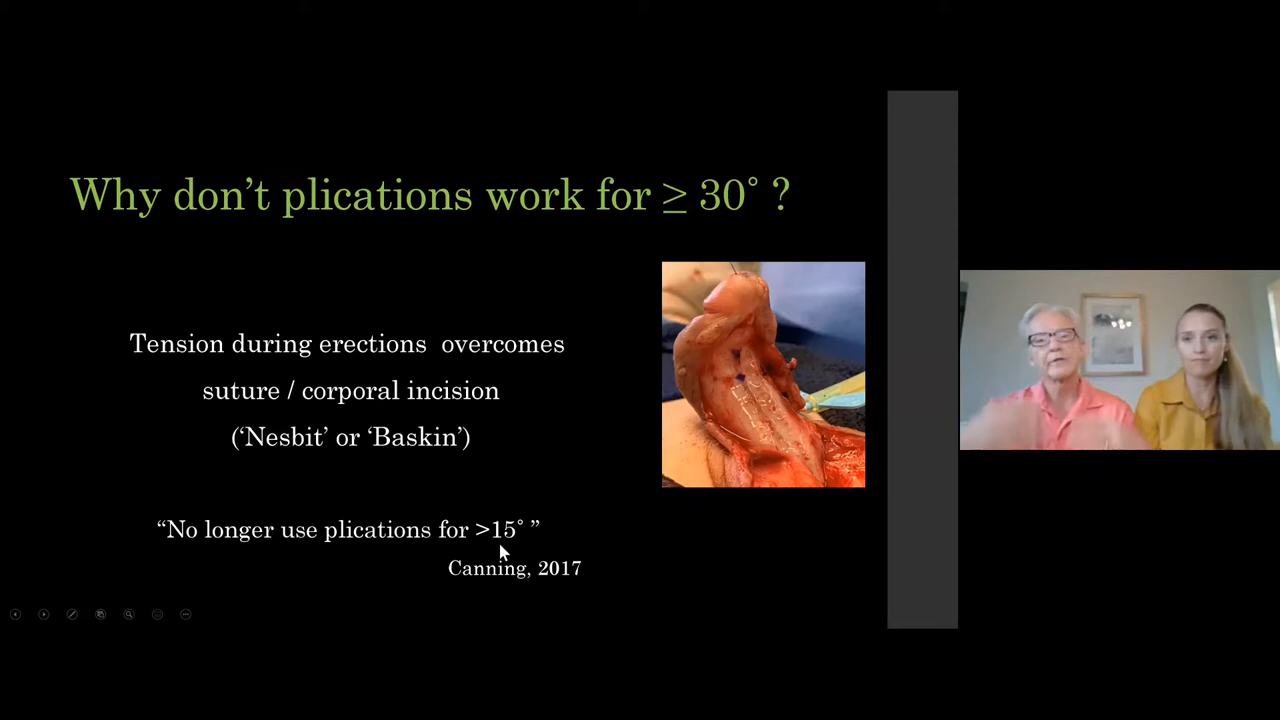 Why don’t plications work for ≥ 30˚ ?
Tension during erections overcomes
suture / corporal incision
(‘Nesbit’ or ‘Baskin’)
“No longer use plications for >15˚ ”
Canning, 2017